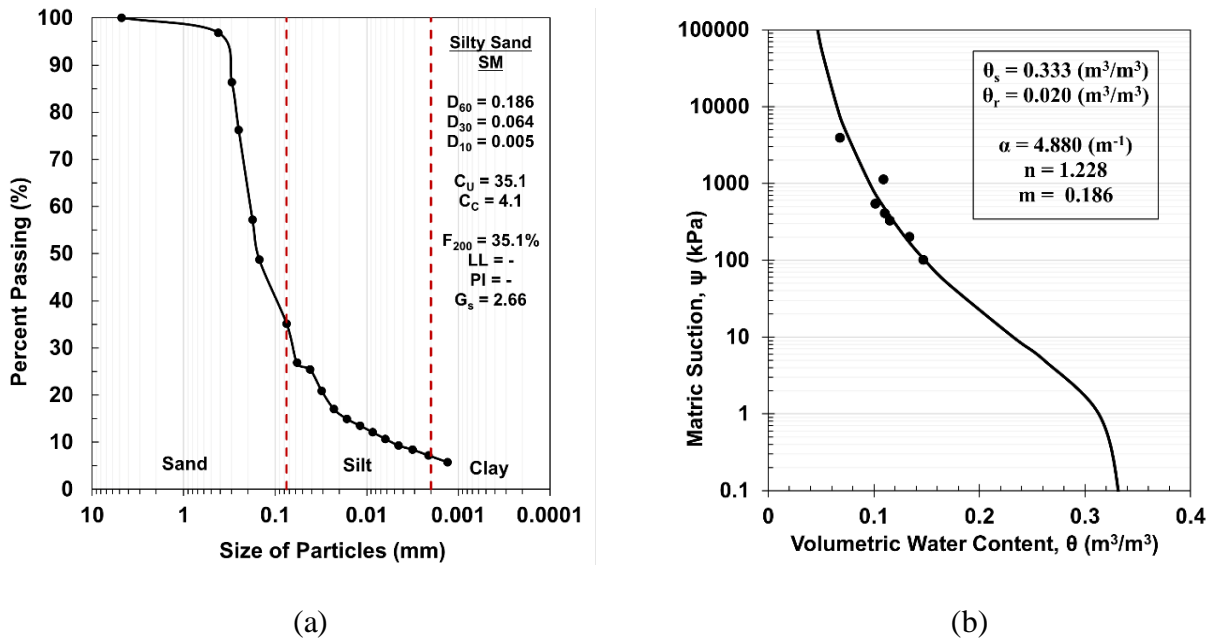 100
90
80
70
60
50
40
30
20
10
0
Percent Passing (%)
10
1
0.1
0.01
0.001
0.0001
Size of Particles (mm)
Silty Sand
SM
D60 = 0.186
D30 = 0.064
D10 = 0.005
CU = 35.1
CC = 4.1
F200 = 35.1%
LL = -
PI = -
Gs = 2.66
Sand
Silt
Clay
(a)
100000
10000
1000
100
10
1
0.1
Matric Suction, ψ (kPa)
0
0.1
0.2
0.3
0.4
Volumetric Water Content, θ (m³/m³)
θs = 0.333 (m³/m³)
θr = 0.020 (m³/m³)
α = 4.880 (m⁻¹)
n = 1.228
m = 0.186
(b)